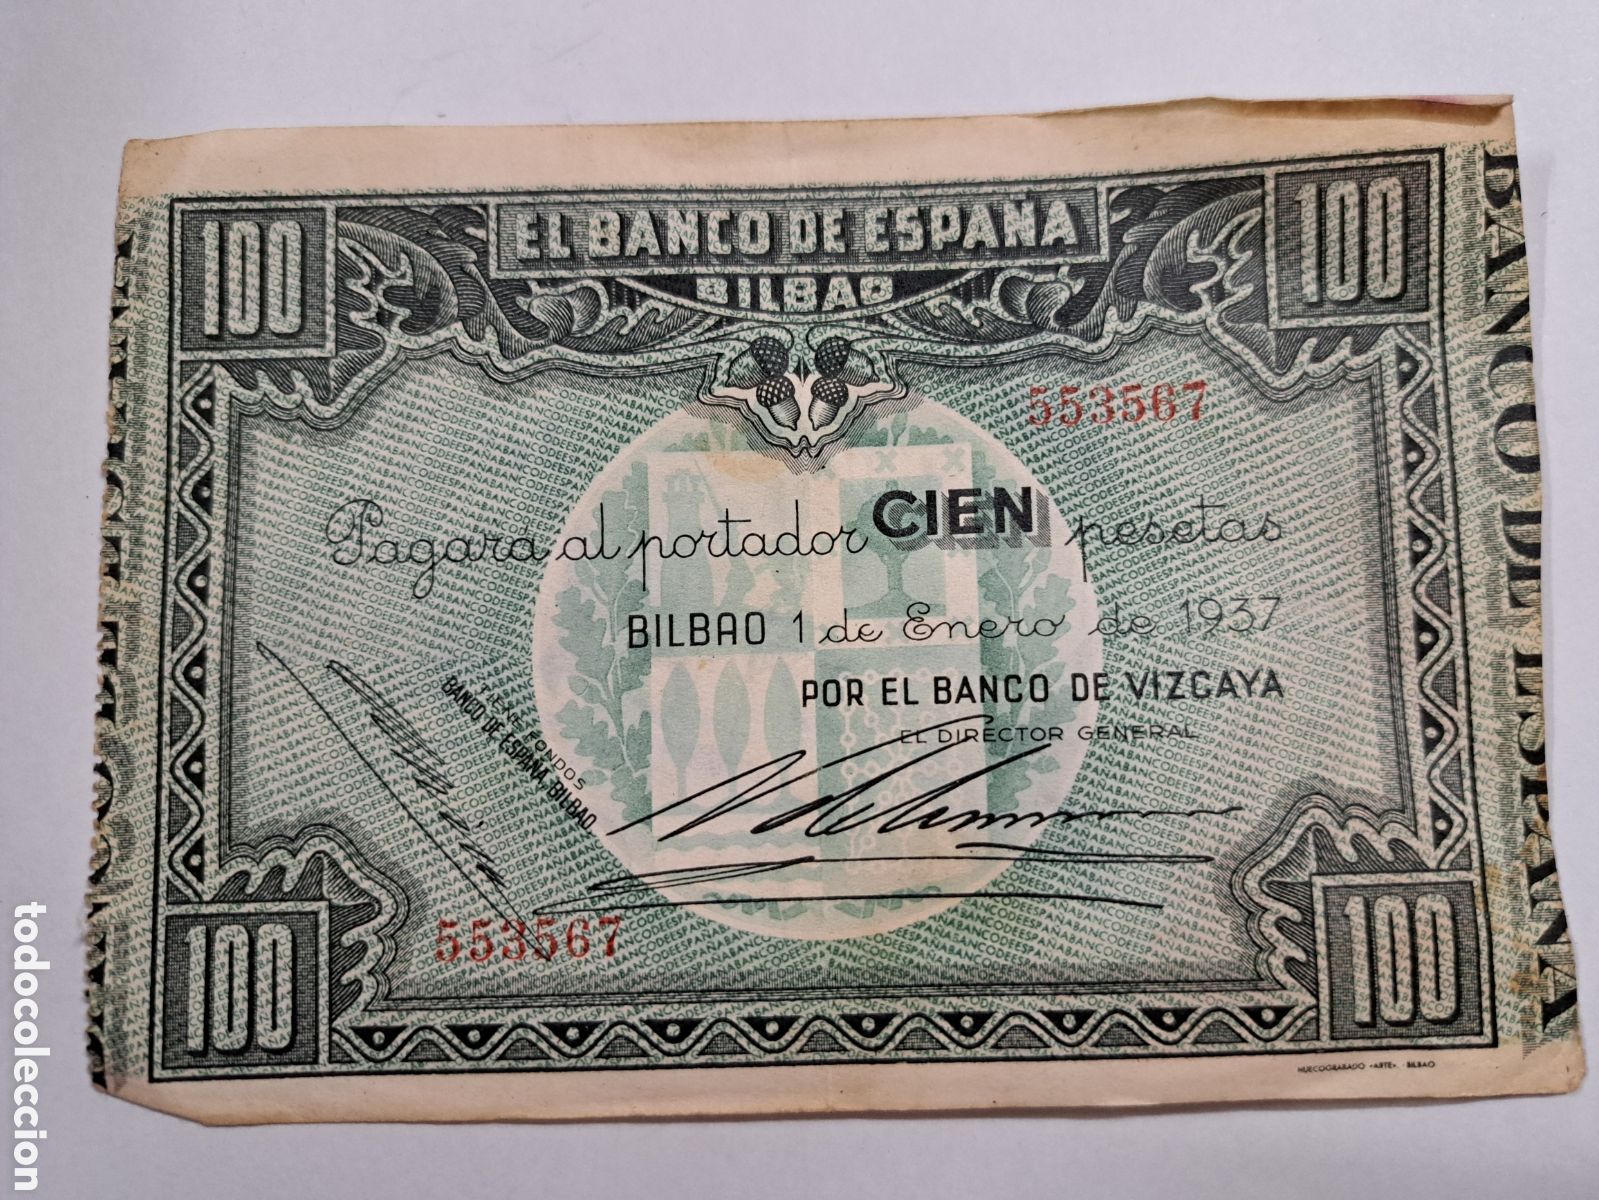 100
EL BANCO DE ESPAÑA
100
BILBAO
553567
Pagara al portador CIEN pesetas
BILBAO 1 de Enero de 1937
POR EL BANCO DE VIZCAYA
EL DIRECTOR GENERAL
TIENE FONDOS
BANCO DE ESPAÑA, BILBAO
553567
100
100
HUECOGRABADO «ARTE».-BILBAO
BANCO DE ESPAÑA
todocoleccion